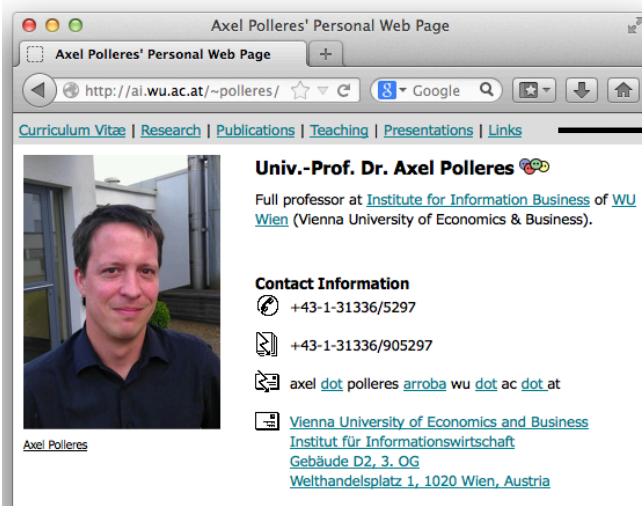 Axel Polleres' Personal Web Page
Axel Polleres' Personal Web Page
http://ai.wu.ac.at/~polleres/
Google
Curriculum Vitæ | Research | Publications | Teaching | Presentations | Links
Univ.-Prof. Dr. Axel Polleres
Full professor at Institute for Information Business of WU
Wien (Vienna University of Economics & Business).
Contact Information
+43-1-31336/5297
+43-1-31336/905297
axel dot polleres arroba wu dot ac dot at
Vienna University of Economics and Business
Institut für Informationswirtschaft
Gebäude D2, 3. OG
Welthandelsplatz 1, 1020 Wien, Austria
Axel Polleres